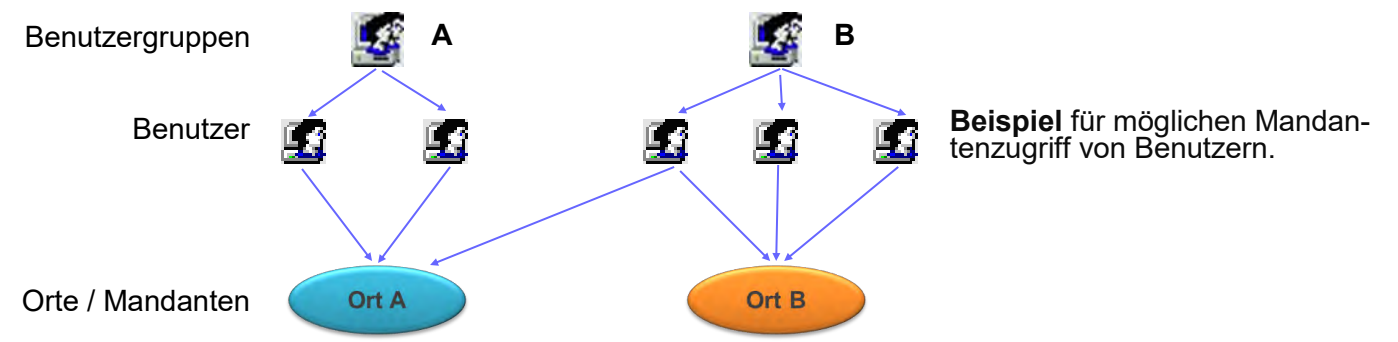 Benutzergruppen
A
B
Benutzer
Beispiel für möglichen Mandan-
tenzugriff von Benutzern.
Orte / Mandanten
Ort A
Ort B